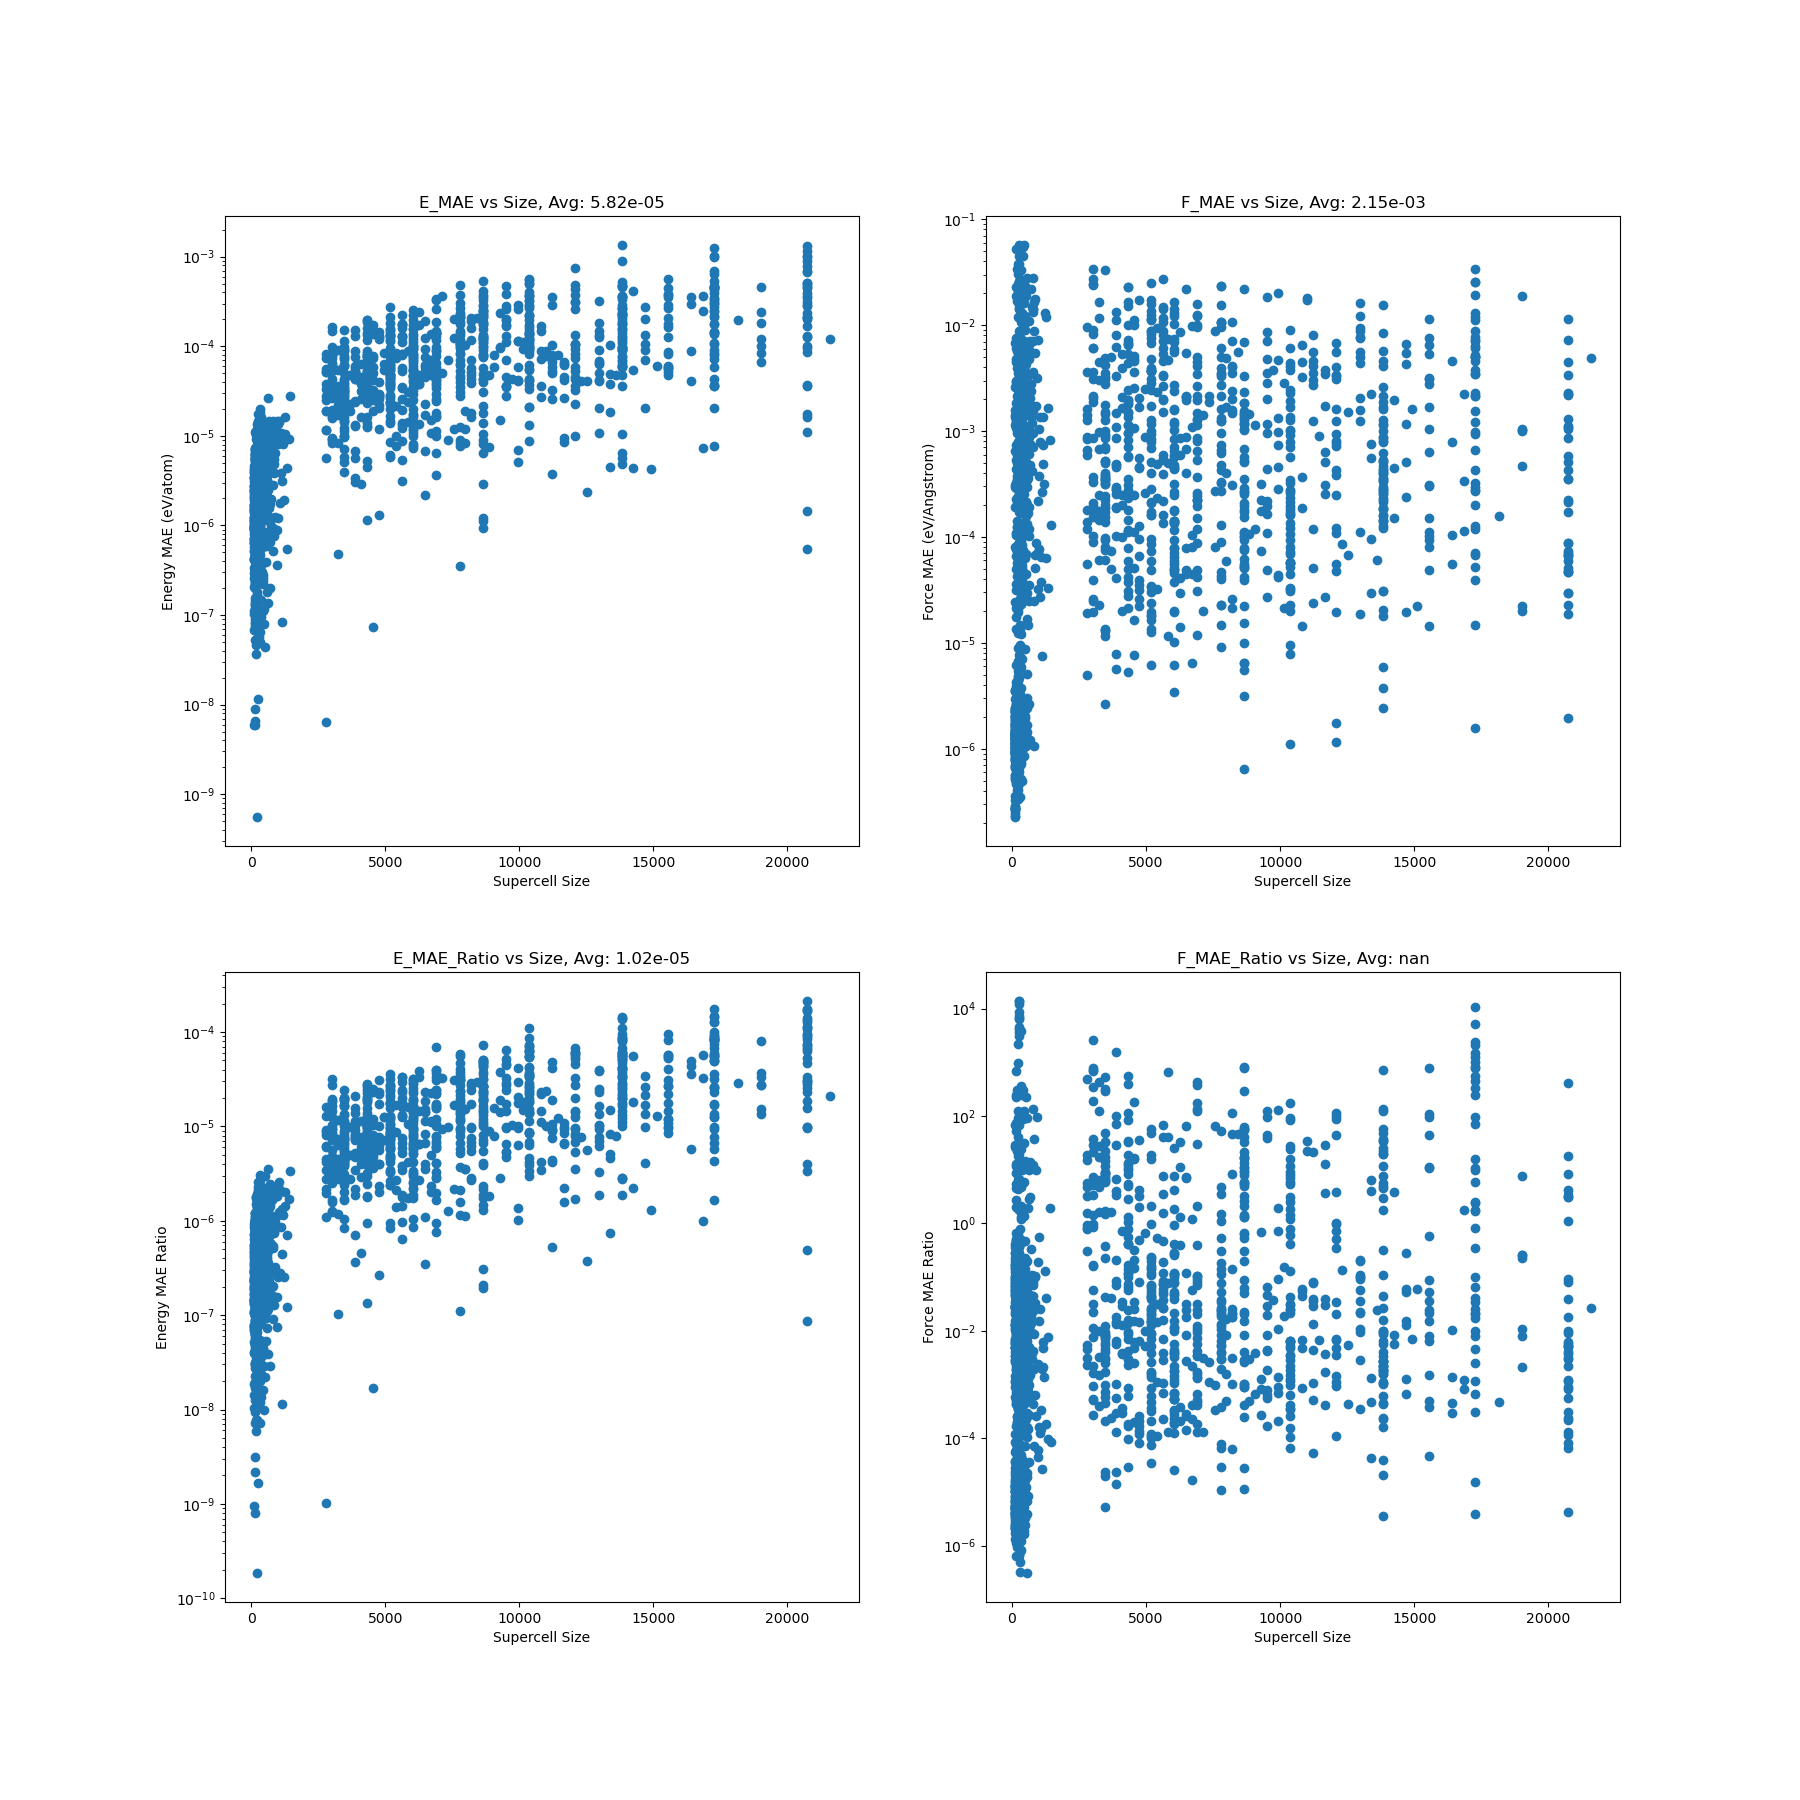 E_MAE vs Size, Avg: 5.82e-05
Energy MAE (eV/atom)
10⁻³
10⁻⁴
10⁻⁵
10⁻⁶
10⁻⁷
10⁻⁸
10⁻⁹
0 5000 10000 15000 20000
Supercell Size
F_MAE vs Size, Avg: 2.15e-03
Force MAE (eV/Angstrom)
10⁻¹
10⁻²
10⁻³
10⁻⁴
10⁻⁵
10⁻⁶
0 5000 10000 15000 20000
Supercell Size
E_MAE_Ratio vs Size, Avg: 1.02e-05
Energy MAE Ratio
10⁻⁴
10⁻⁵
10⁻⁶
10⁻⁷
10⁻⁸
10⁻⁹
10⁻¹⁰
0 5000 10000 15000 20000
Supercell Size
F_MAE_Ratio vs Size, Avg: nan
Force MAE Ratio
10⁴
10²
10⁰
10⁻²
10⁻⁴
10⁻⁶
0 5000 10000 15000 20000
Supercell Size